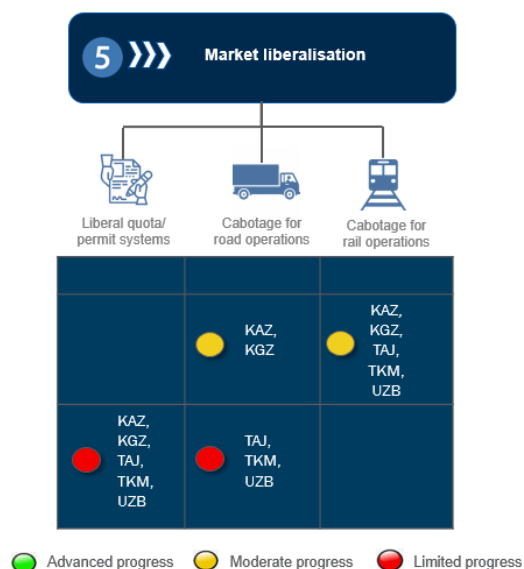 5 Market liberalisation
Liberal quota/
permit systems
Cabotage for
road operations
Cabotage for
rail operations
KAZ,
KGZ
KAZ,
KGZ,
TAJ,
TKM,
UZB
KAZ,
KGZ,
TAJ,
TKM,
UZB
TAJ,
TKM,
UZB
Advanced progress Moderate progress Limited progress